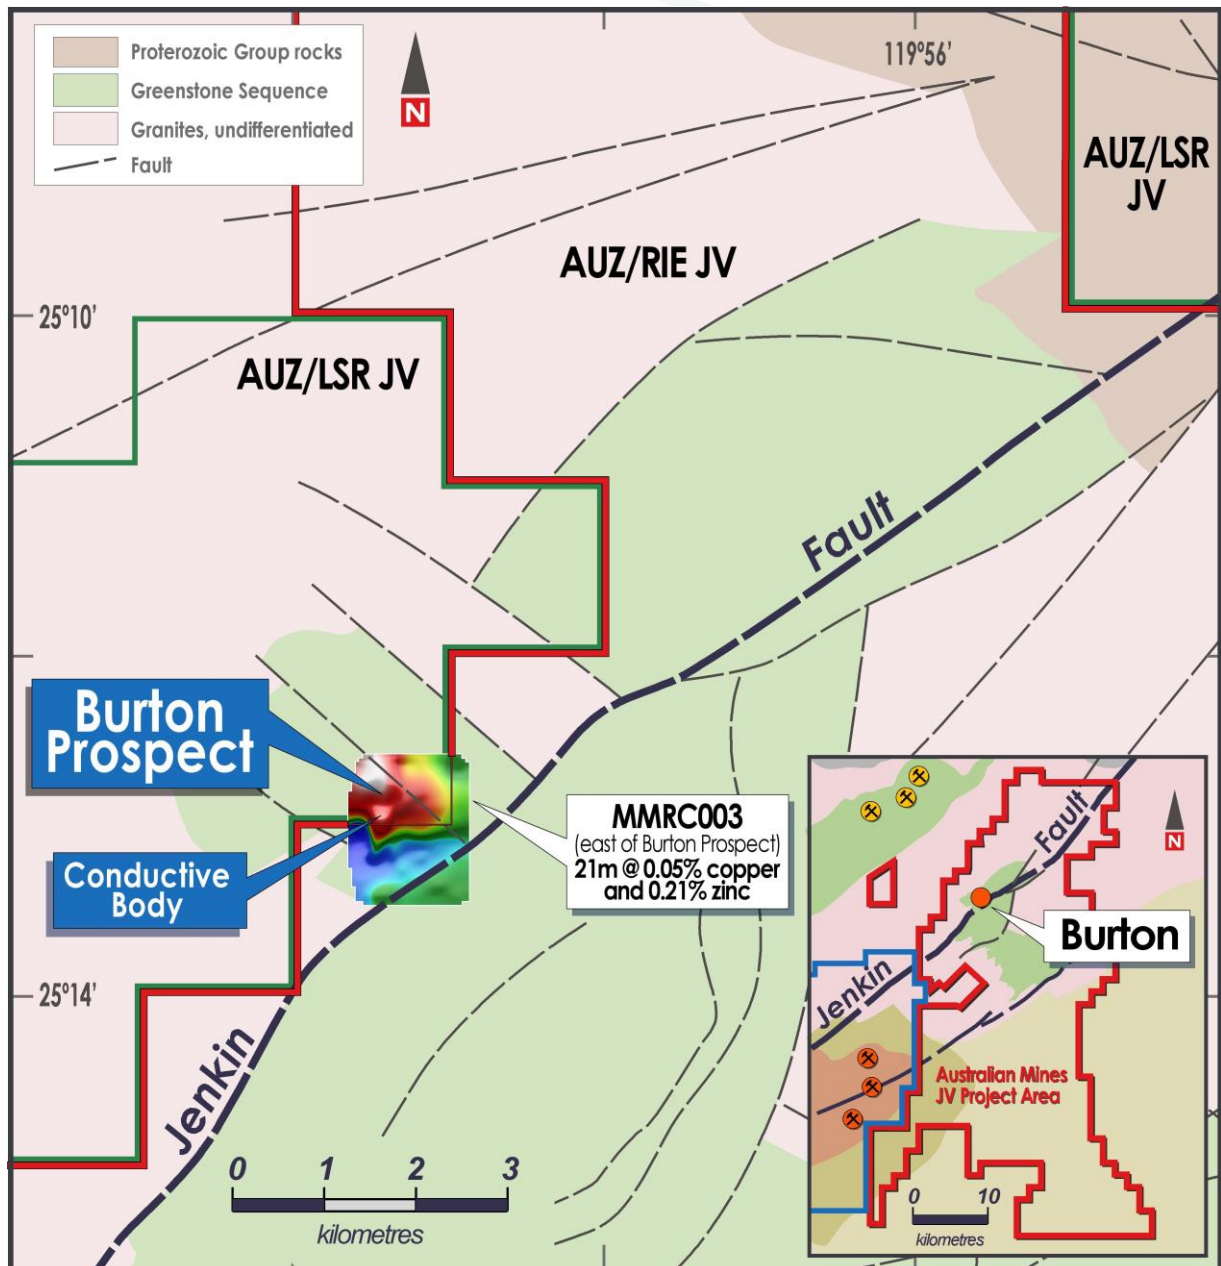 Proterozoic Group rocks
Greenstone Sequence
Granites, undifferentiated
Fault
N
119°56'
AUZ/LSR
JV
AUZ/RIE JV
25°10'
AUZ/LSR JV
Fault
Burton
Prospect
MMRC003
(east of Burton Prospect)
21m @ 0.05% copper
and 0.21% zinc
Conductive
Body
25°14'
Jenkin
0 1 2 3
kilometres
Fault
N
Burton
Jenkin
Australian Mines
JV Project Area
0 10
kilometres